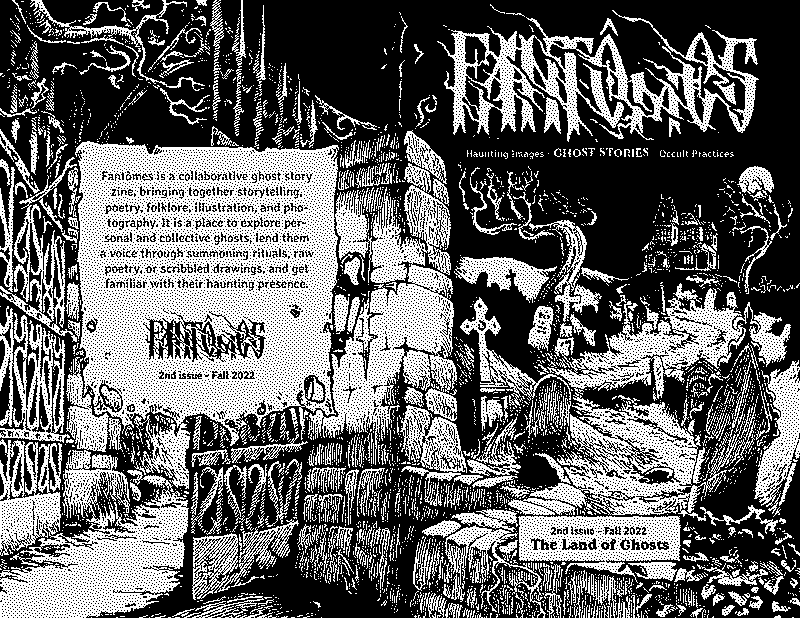 Fantômes is a collaborative ghost story
zine, bringing together storytelling,
poetry, folklore, illustration, and pho-
tography. It is a place to explore per-
sonal and collective ghosts, lend them
a voice through summoning rituals, raw
poetry, or scribbled drawings, and get
familiar with their haunting presence.
FANTÔMES
2nd issue - Fall 2022
FANTÔMES
Haunting Images · GHOST STORIES · Occult Practices
2nd issue - Fall 2022
The Land of Ghosts